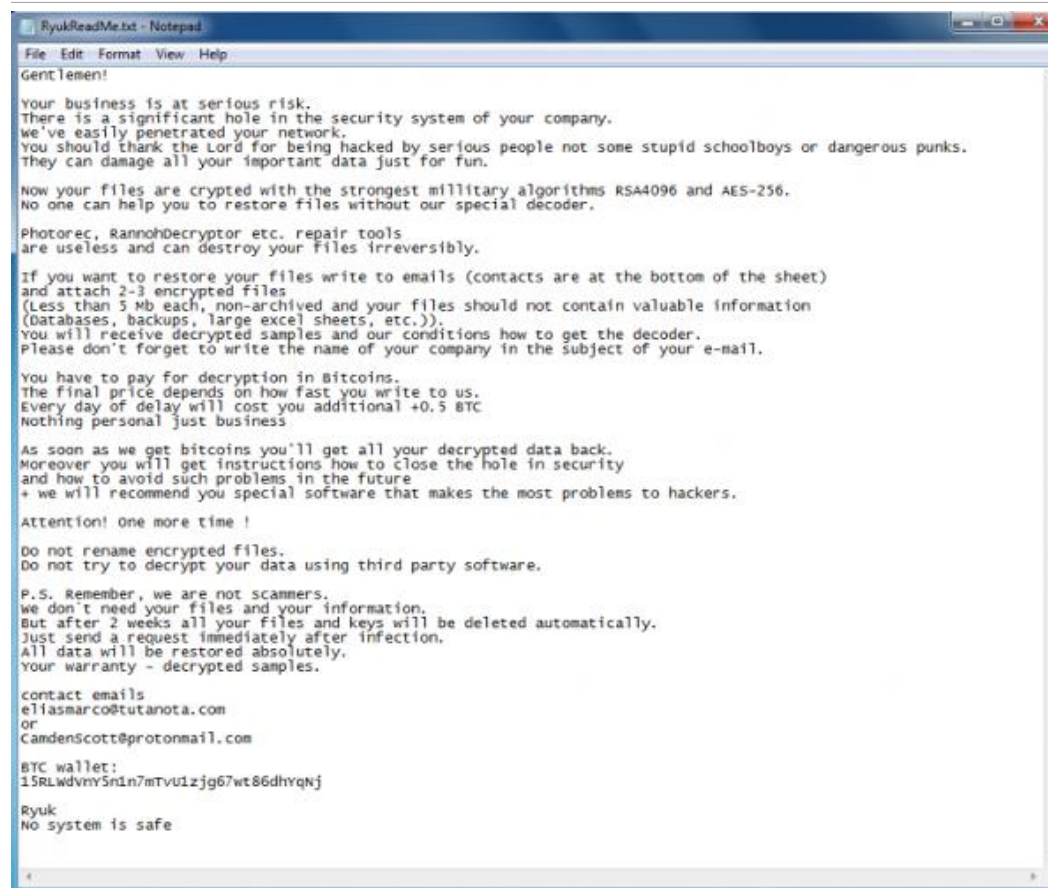 RyukReadMe.txt - Notepad
File Edit Format View Help
Gentlemen!
Your business is at serious risk.
There is a significant hole in the security system of your company.
We've easily penetrated your network.
You should thank the Lord for being hacked by serious people not some stupid schoolboys or dangerous punks.
They can damage all your important data just for fun.
Now your files are crypted with the strongest millitary algorithms RSA4096 and AES-256.
No one can help you to restore files without our special decoder.
Photorec, RannohDecryptor etc. repair tools
are useless and can destroy your files irreversibly.
If you want to restore your files write to emails (contacts are at the bottom of the sheet)
and attach 2-3 encrypted files
(Less than 5 Mb each, non-archived and your files should not contain valuable information
(Databases, backups, large excel sheets, etc.)).
You will receive decrypted samples and our conditions how to get the decoder.
Please don't forget to write the name of your company in the subject of your e-mail.
You have to pay for decryption in Bitcoins.
The final price depends on how fast you write to us.
Every day of delay will cost you additional +0.5 BTC
Nothing personal just business
As soon as we get bitcoins you'll get all your decrypted data back.
Moreover you will get instructions how to close the hole in security
and how to avoid such problems in the future
+ we will recommend you special software that makes the most problems to hackers.
Attention! One more time !
Do not rename encrypted files.
Do not try to decrypt your data using third party software.
P.S. Remember, we are not scammers.
We don't need your files and your information.
But after 2 weeks all your files and keys will be deleted automatically.
Just send a request immediately after infection.
All data will be restored absolutely.
Your warranty - decrypted samples.
contact emails
eliasmarco@tutanota.com
or
CamdenScott@protonmail.com
BTC wallet:
15RLWdVnY5n1n7mTvU1zjg67wt86dhYqNj
Ryuk
No system is safe